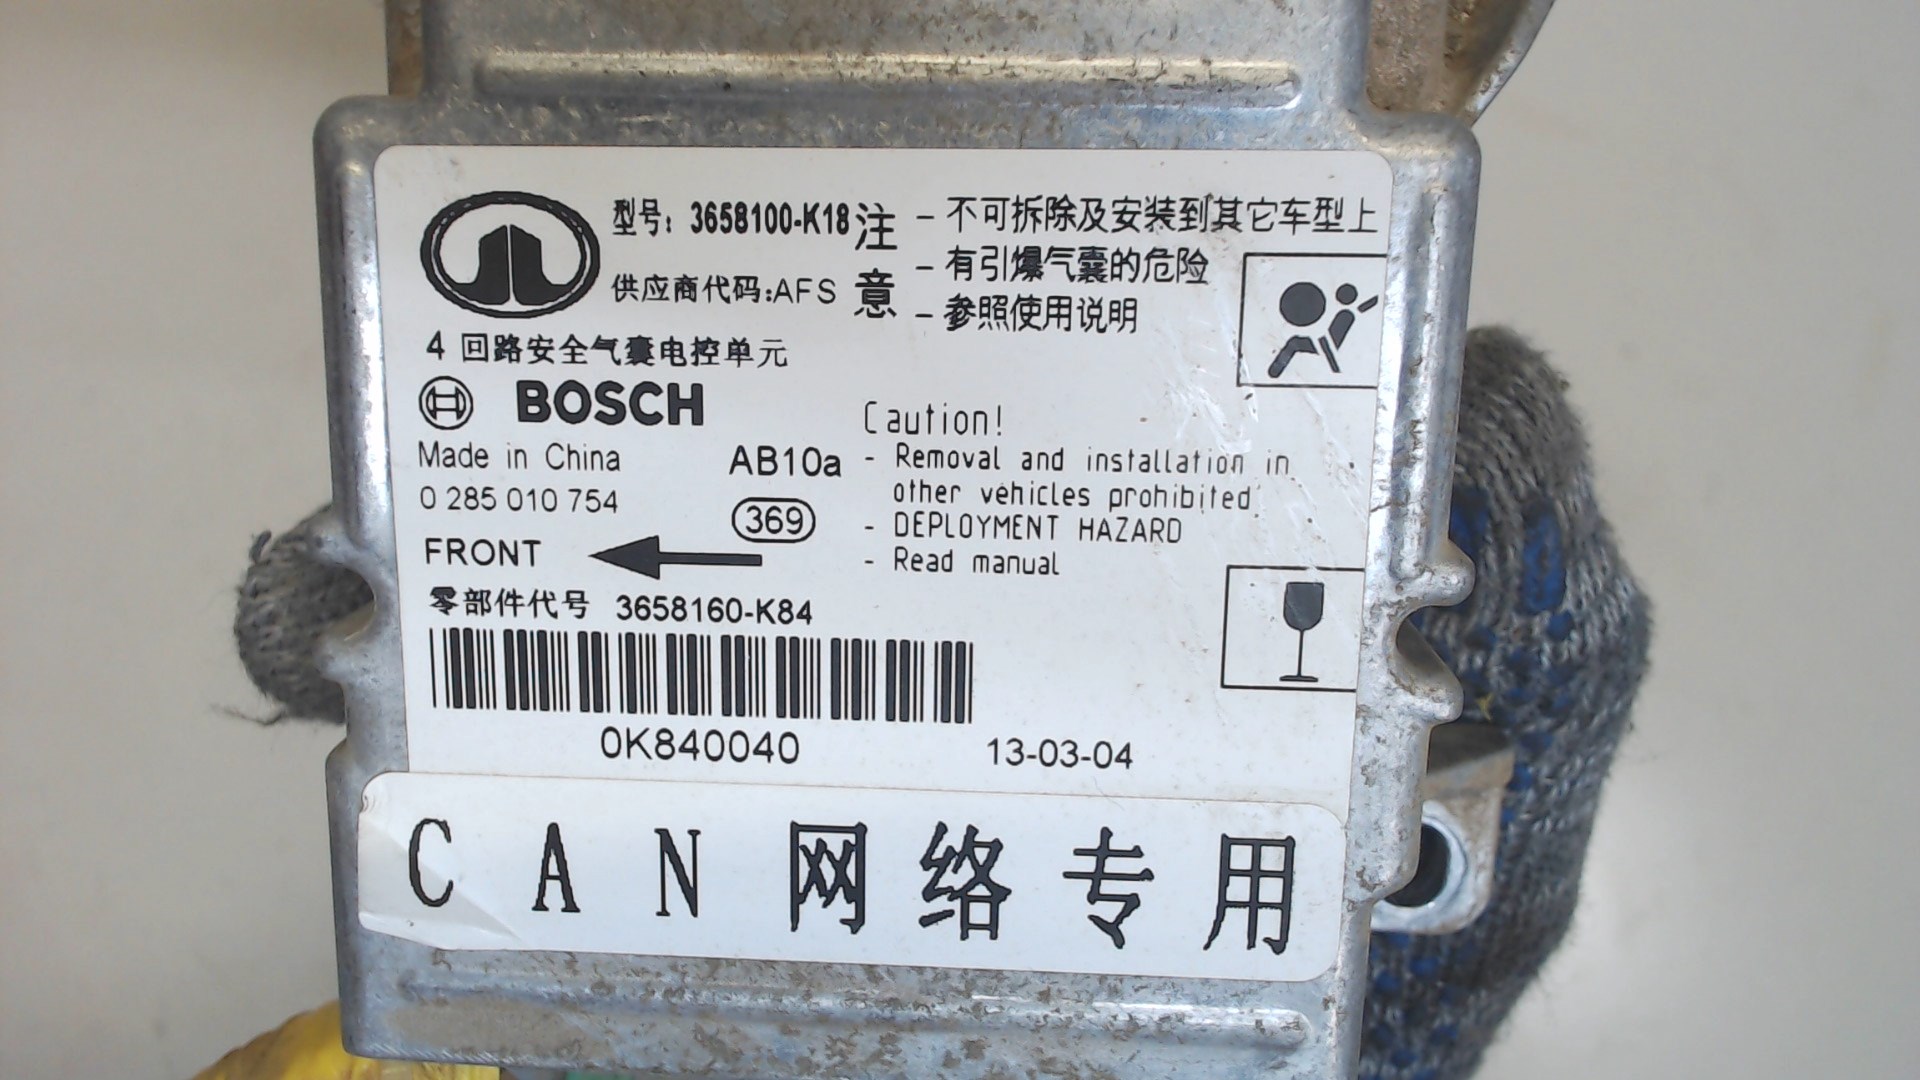 型号: 3658100-K18
供应商代码:AFS
注意
- 不可拆除及安装到其它车型上
- 有引爆气囊的危险
- 参照使用说明
4 回路安全气囊电控单元
BOSCH
Made in China
0 285 010 754
AB10a
369
FRONT
Caution!
- Removal and installation in
other vehicles prohibited.
- DEPLOYMENT HAZARD
- Read manual
零部件代号 3658160-K84
0K840040
13-03-04
CAN网络专用